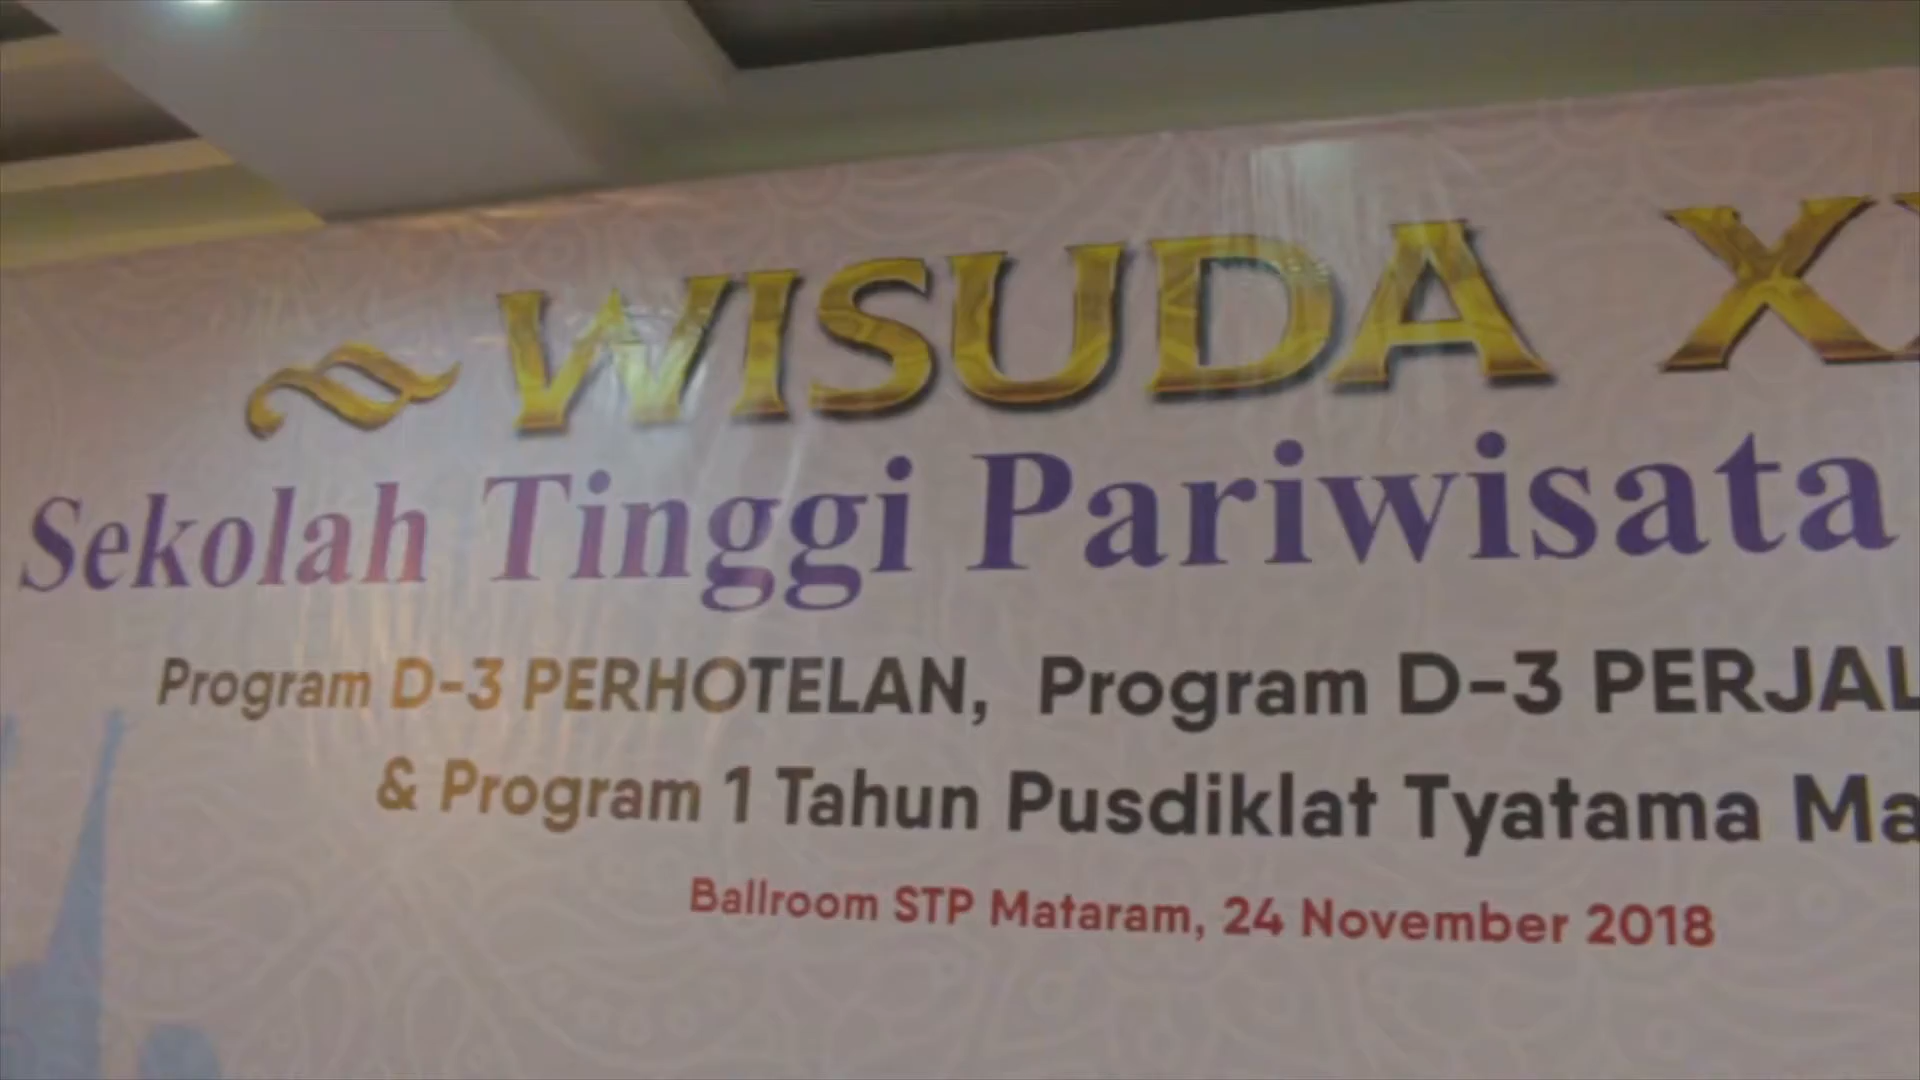 WISUDA
Sekolah Tinggi Pariwisata
Program D-3 PERHOTELAN, Program D-3
& Program 1 Tahun Pusdiklat Tyatama
Ballroom STP Mataram, 24 November 2018